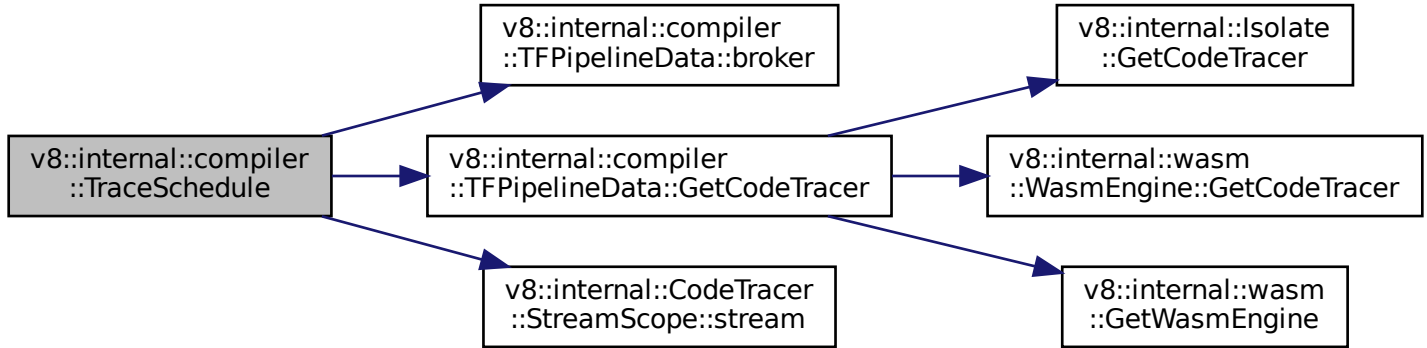 v8::internal::compiler
::TFPipelineData::broker
v8::internal::Isolate
::GetCodeTracer
v8::internal::compiler
::TraceSchedule
v8::internal::compiler
::TFPipelineData::GetCodeTracer
v8::internal::wasm
::WasmEngine::GetCodeTracer
v8::internal::CodeTracer
::StreamScope::stream
v8::internal::wasm
::GetWasmEngine